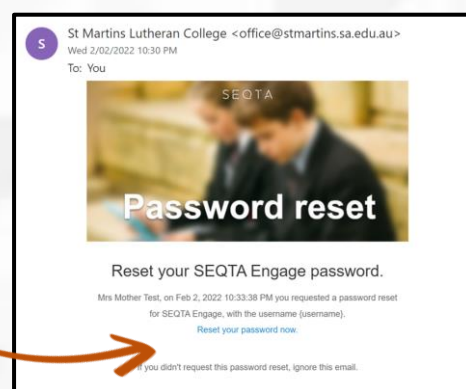 S
St Martins Lutheran College <office@stmartins.sa.edu.au>
Wed 2/02/2022 10:30 PM
To: You
SEQTA
Password reset
Reset your SEQTA Engage password.
Mrs Mother Test, on Feb 2, 2022 10:33:38 PM you requested a password reset
for SEQTA Engage, with the username {username}.
Reset your password now.
If you didn't request this password reset, ignore this email.